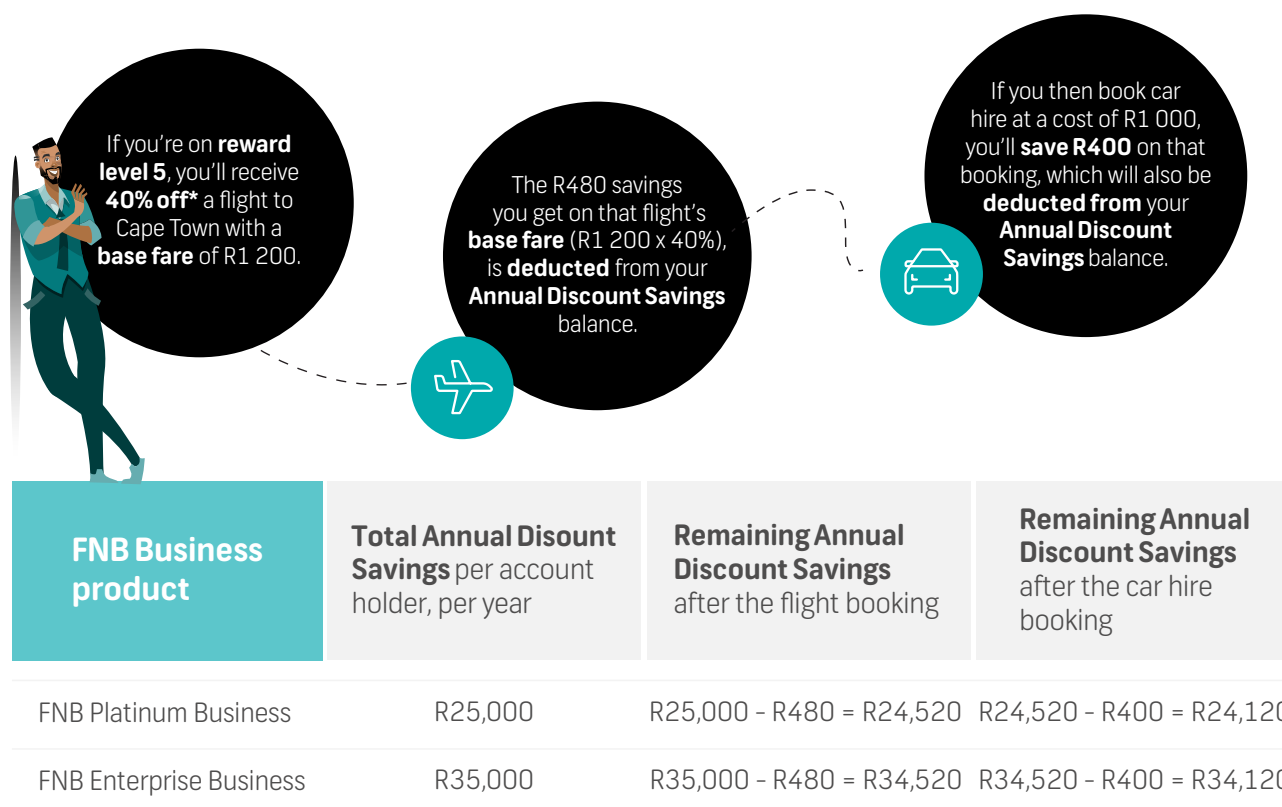 If you're on reward
level 5, you'll receive
40% off* a flight to
Cape Town with a
base fare of R1 200.
The R480 savings
you get on that flight's
base fare (R1 200 x 40%),
is deducted from your
Annual Discount Savings
balance.
If you then book car
hire at a cost of R1 000,
you'll save R400 on that
booking, which will also be
deducted from your
Annual Discount
Savings balance.
FNB Business
product
Total Annual Disount
Savings per account
holder, per year
Remaining Annual
Discount Savings
after the flight booking
Remaining Annual
Discount Savings
after the car hire
booking
FNB Platinum Business R25,000 R25,000 - R480 = R24,520 R24,520 - R400 = R24,120
FNB Enterprise Business R35,000 R35,000 - R480 = R34,520 R34,520 - R400 = R34,120